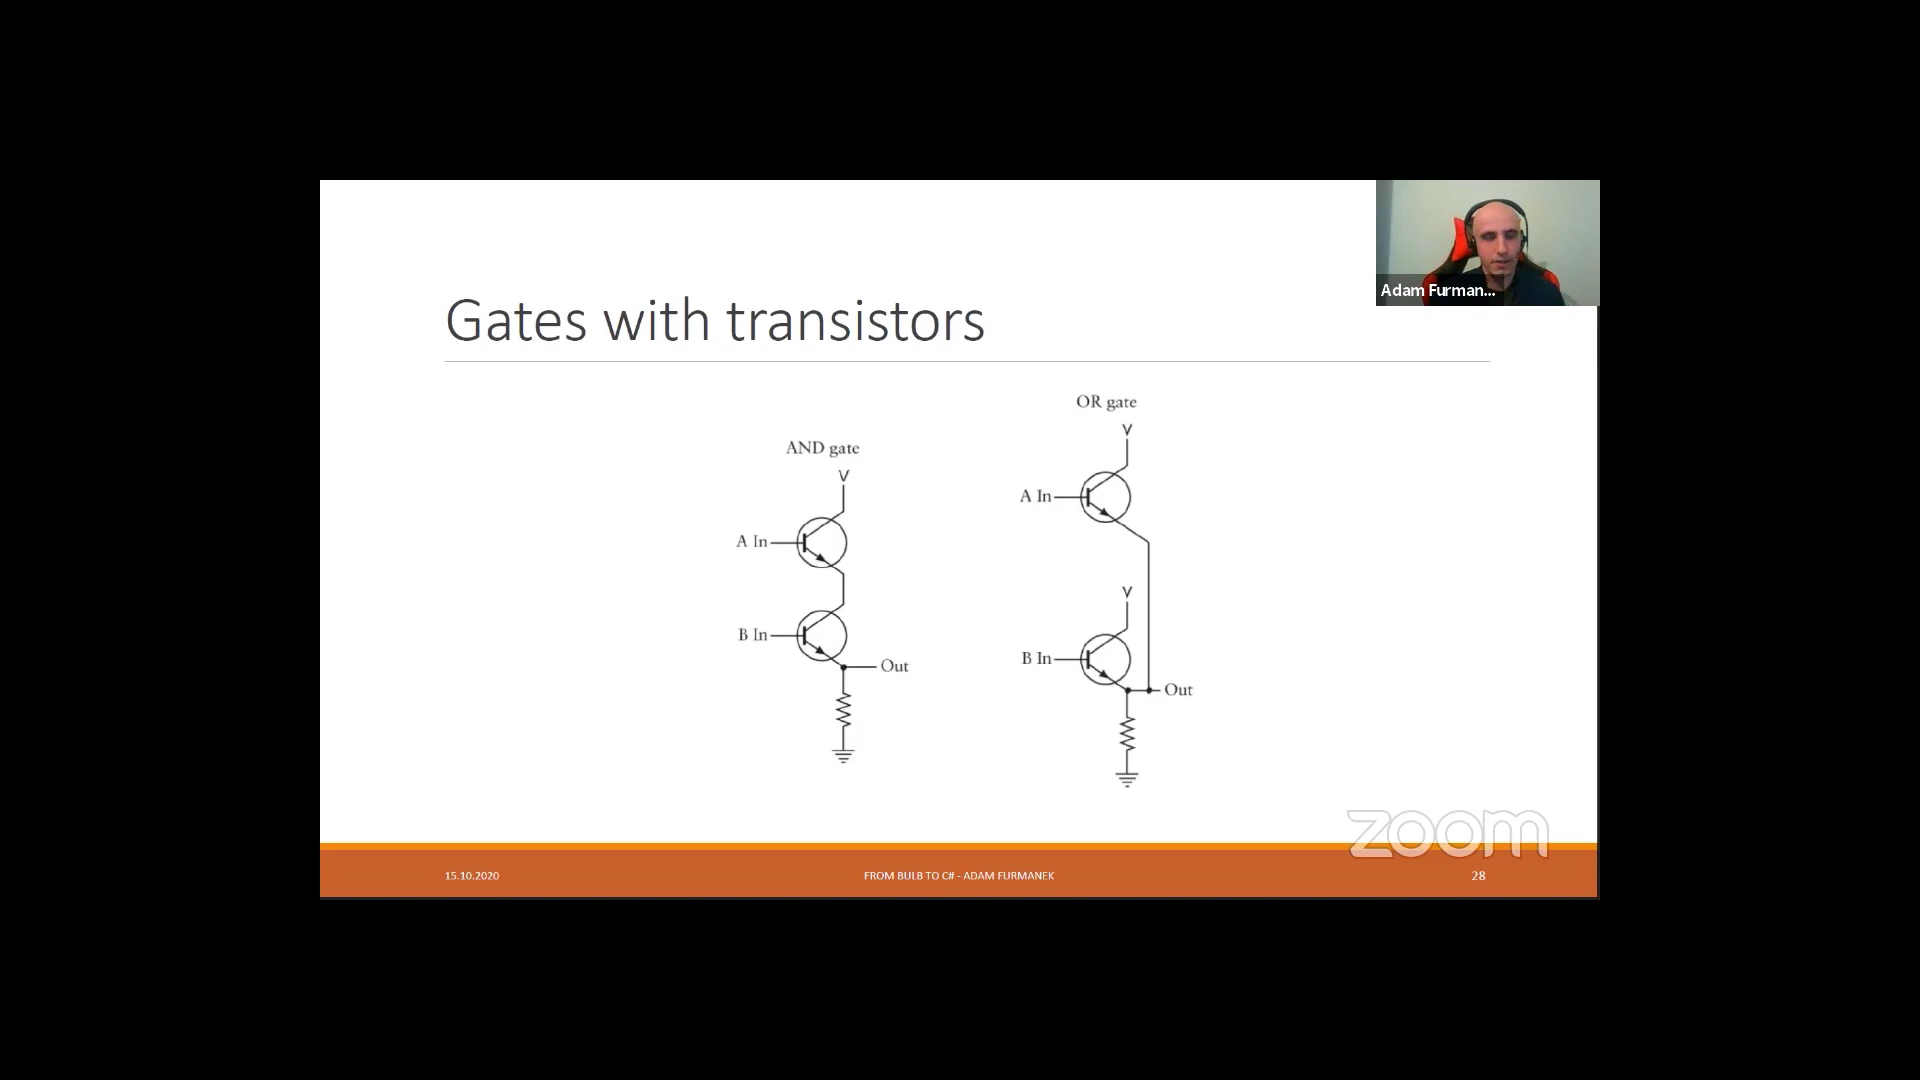 Adam Furman...
Gates with transistors
OR gate
V
AND gate
V
A In
A In
V
B In
B In
Out
Out
zoom
15.10.2020
FROM BULB TO C# - ADAM FURMANEK
28